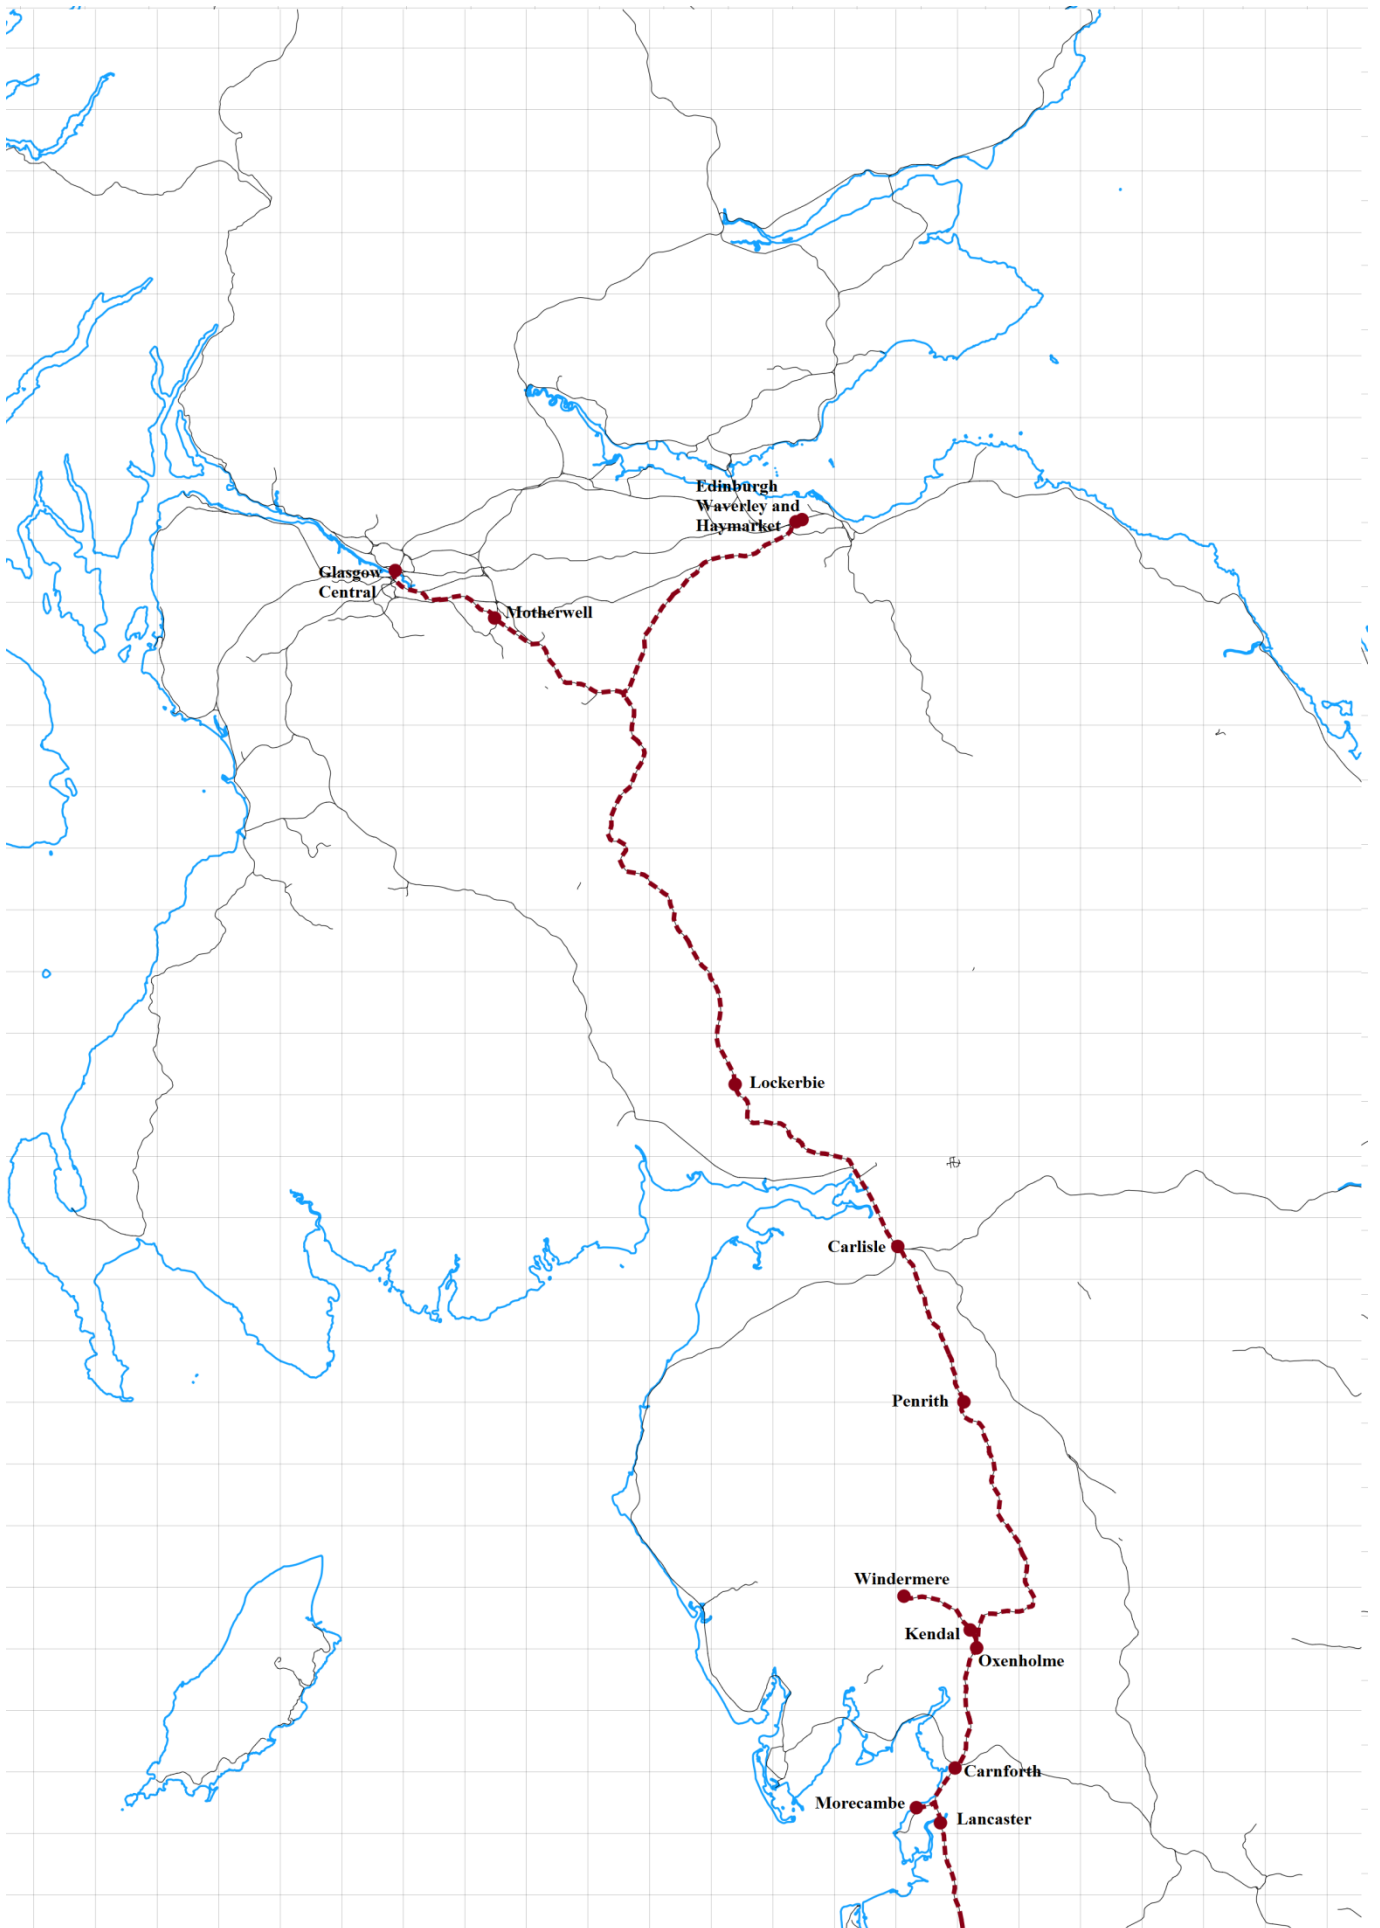 Edinburgh
Waverley and
Haymarket
Glasgow
Central
Motherwell
Lockerbie
Carlisle
Penrith
Windermere
Kendal
Oxenholme
Carnforth
Morecambe
Lancaster